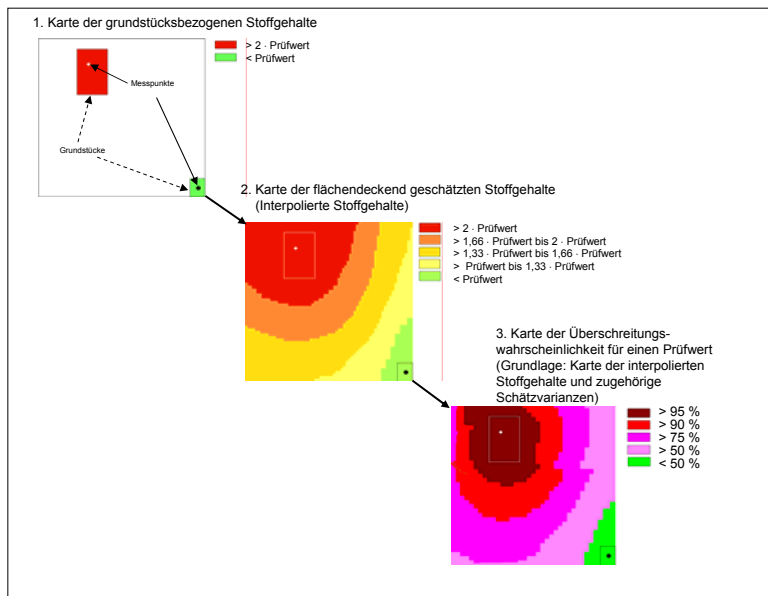 1. Karte der grundstücksbezogenen Stoffgehalte
> 2 · Prüfwert
< Prüfwert
Messpunkte
Grundstücke
2. Karte der flächendeckend geschätzten Stoffgehalte
(Interpolierte Stoffgehalte)
> 2 · Prüfwert
> 1,66 · Prüfwert bis 2 · Prüfwert
> 1,33 · Prüfwert bis 1,66 · Prüfwert
> Prüfwert bis 1,33 · Prüfwert
< Prüfwert
3. Karte der Überschreitungs-
wahrscheinlichkeit für einen Prüfwert
(Grundlage: Karte der interpolierten
Stoffgehalte und zugehörige
Schätzvarianzen)
> 95 %
> 90 %
> 75 %
> 50 %
< 50 %